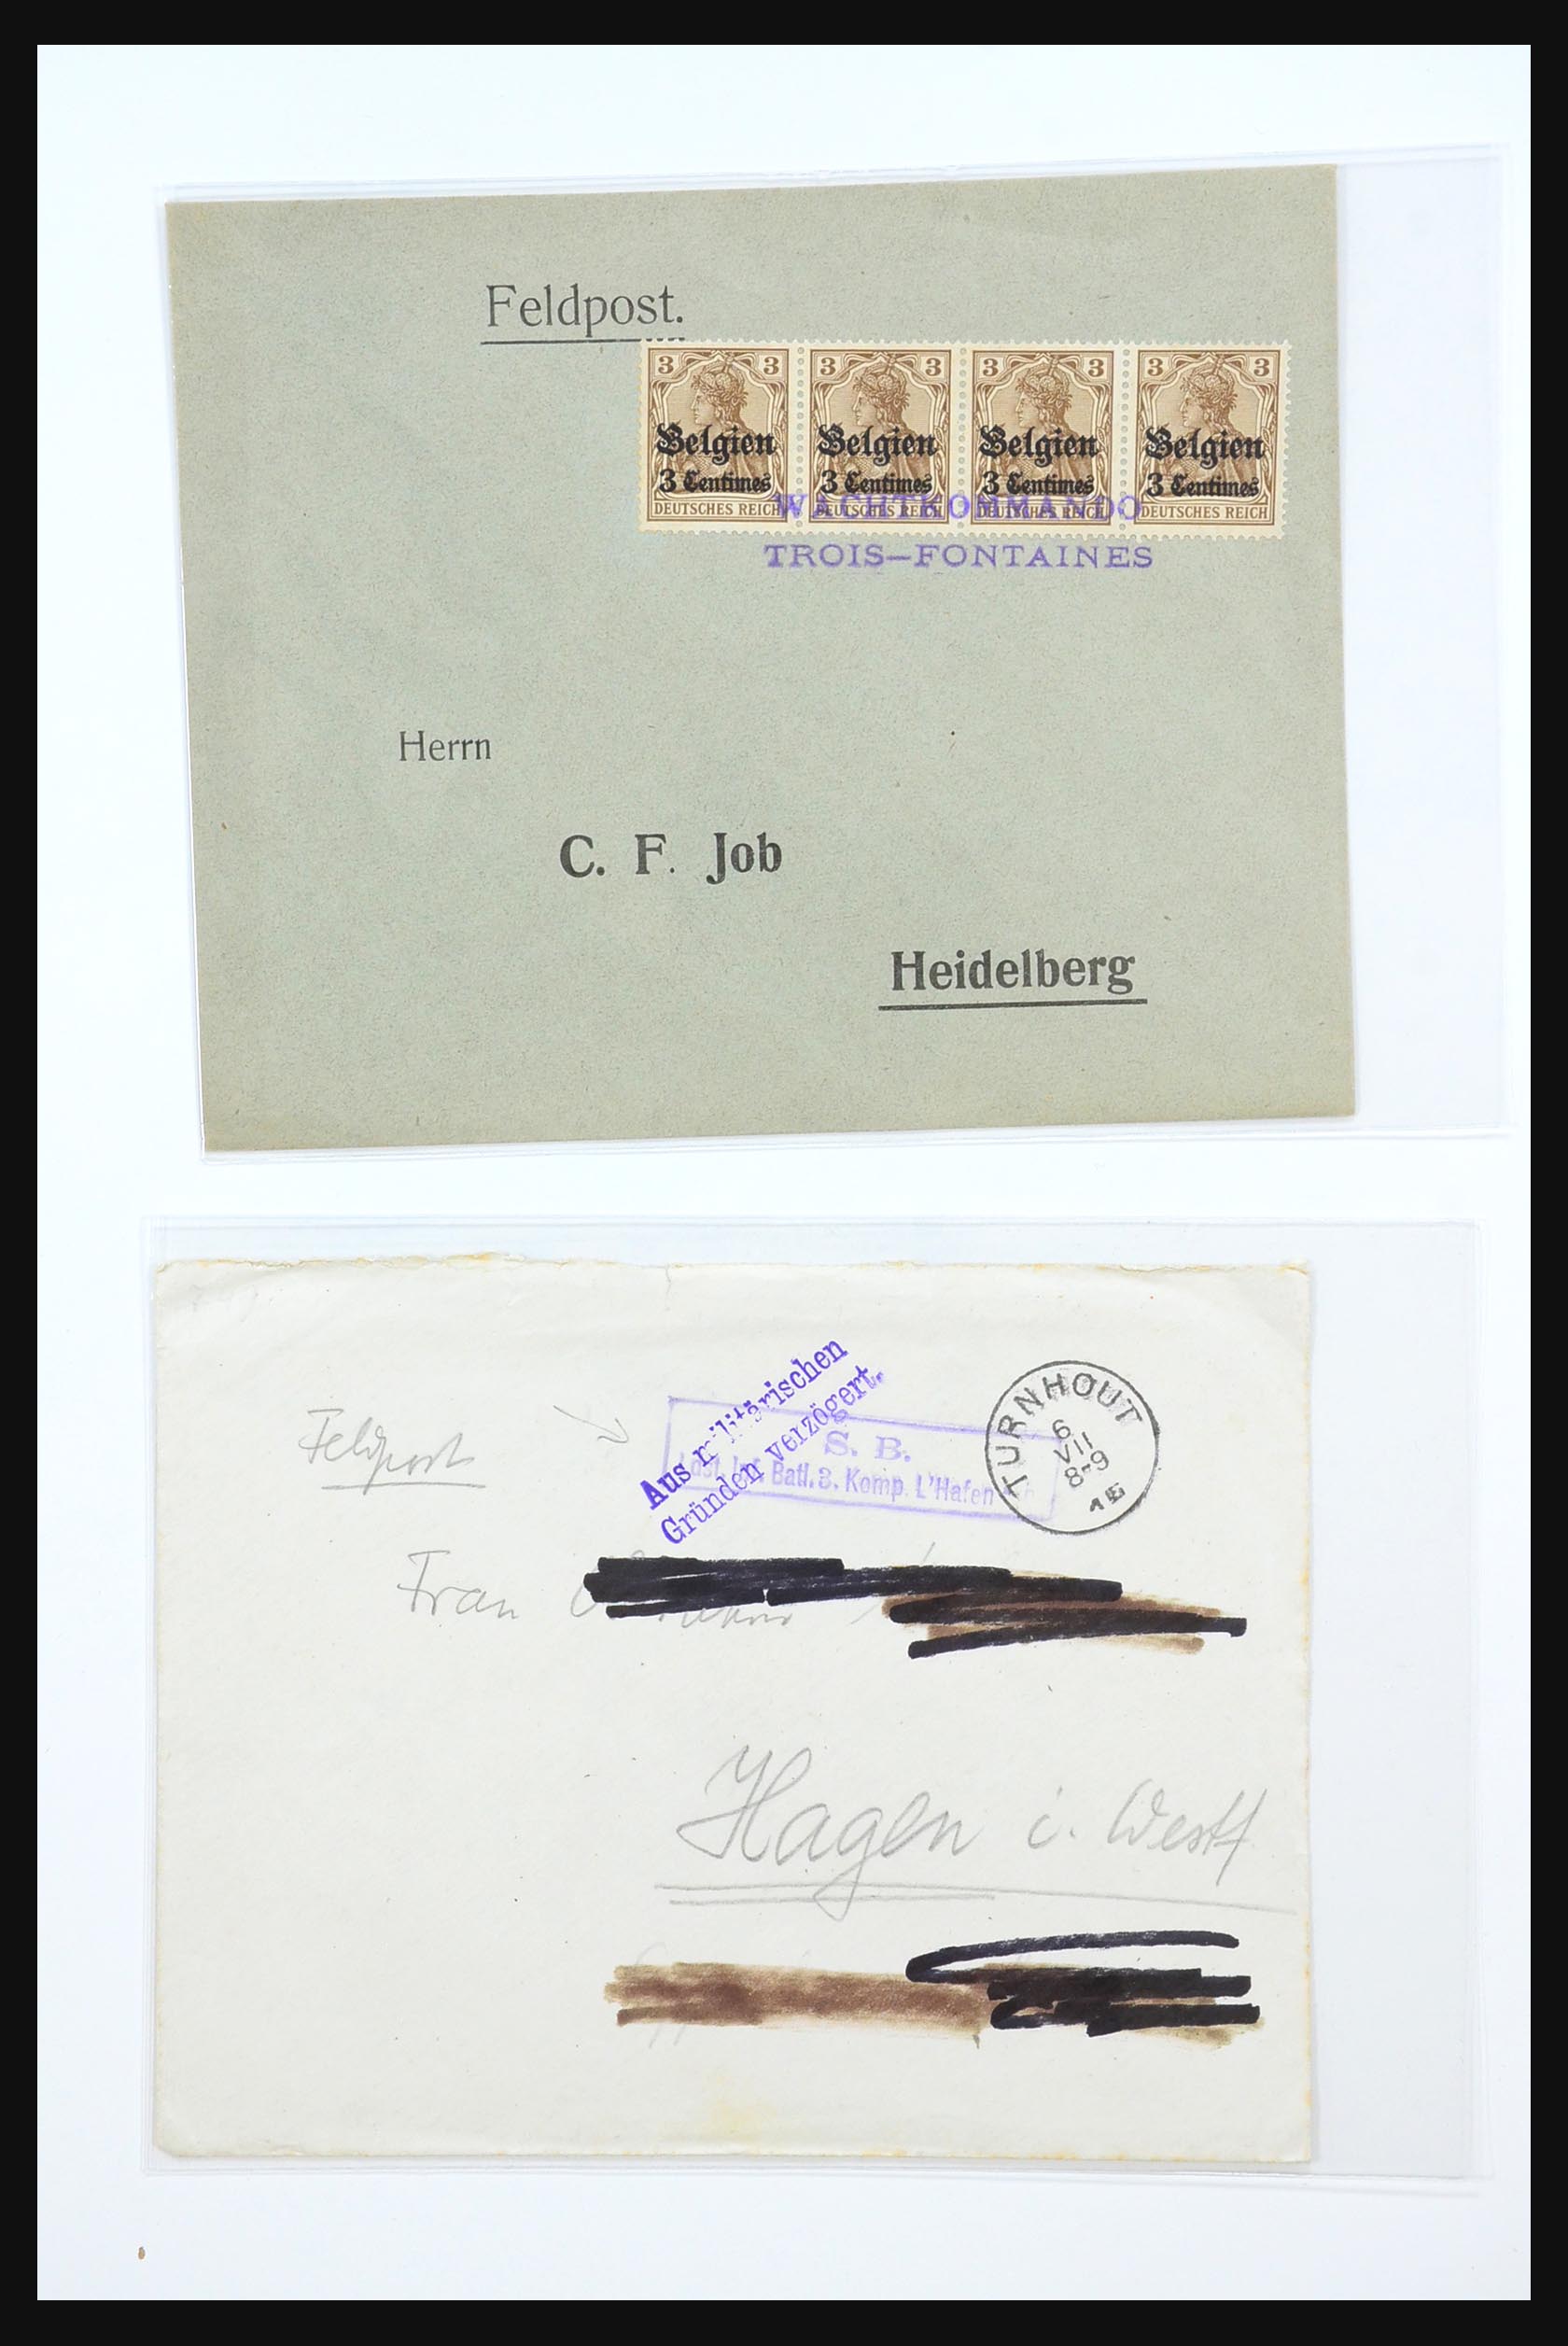 Feldpost.
3 3 3 3 3 3 3 3
Belgien Belgien Belgien Belgien
3 Centimes 3 Centimes 3 Centimes 3 Centimes
DEUTSCHES REICH DEUTSCHES REICH DEUTSCHES REICH DEUTSCHES REICH
WACHTKOMMANDO
TROIS–FONTAINES
Herrn
C. F. Job
Heidelberg
Feldpost
Aus militärischen
Gründen verzögert.
S. B.
Inf. Batl. 3. Komp. L'Hafen
TURNHOUT
6
VII
8-9
Frau
Hagen i. Westf